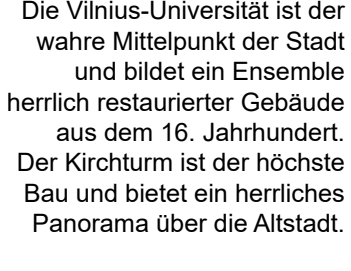 Die Vilnius-Universität ist der
wahre Mittelpunkt der Stadt
und bildet ein Ensemble
herrlich restaurierter Gebäude
aus dem 16. Jahrhundert.
Der Kirchturm ist der höchste
Bau und bietet ein herrliches
Panorama über die Altstadt.